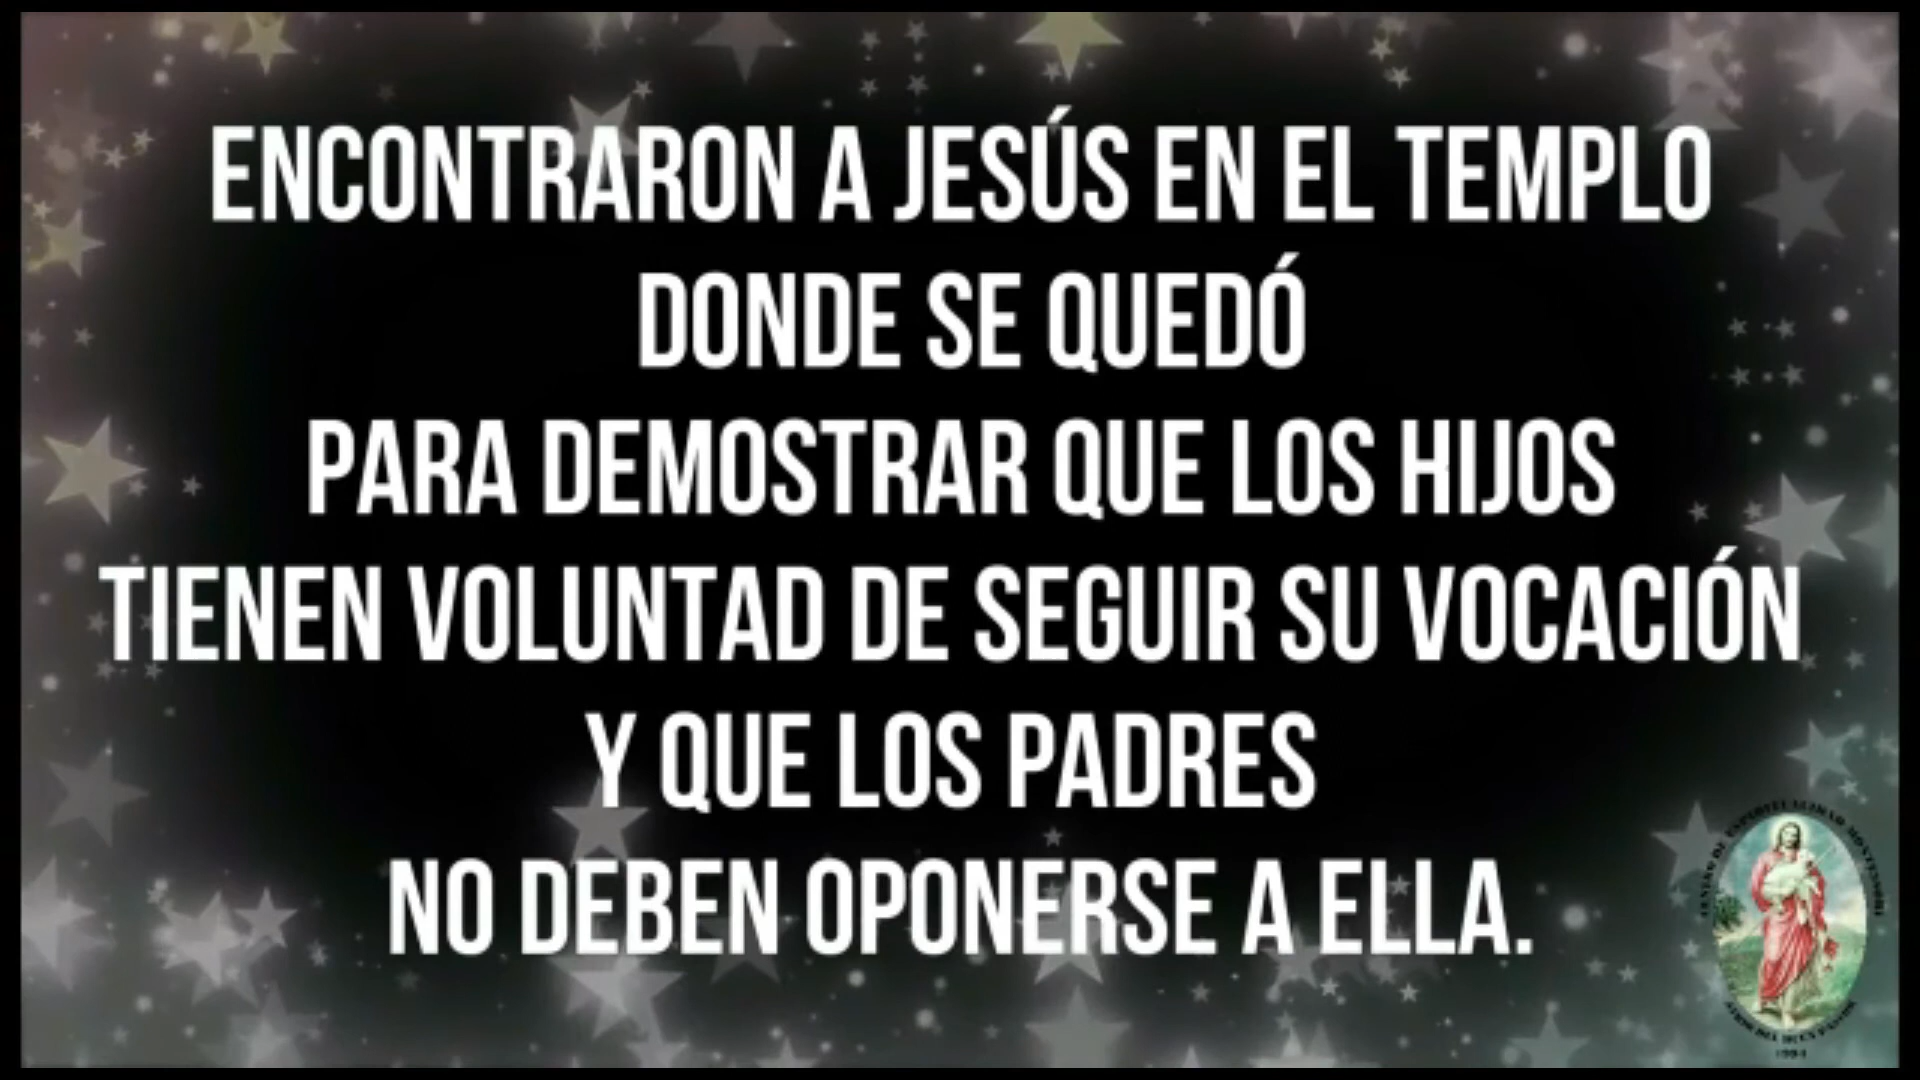 ENCONTRARON A JESÚS EN EL TEMPLO
DONDE SE QUEDÓ
PARA DEMOSTRAR QUE LOS HIJOS
TIENEN VOLUNTAD DE SEGUIR SU VOCACIÓN
Y QUE LOS PADRES
NO DEBEN OPONERSE A ELLA.